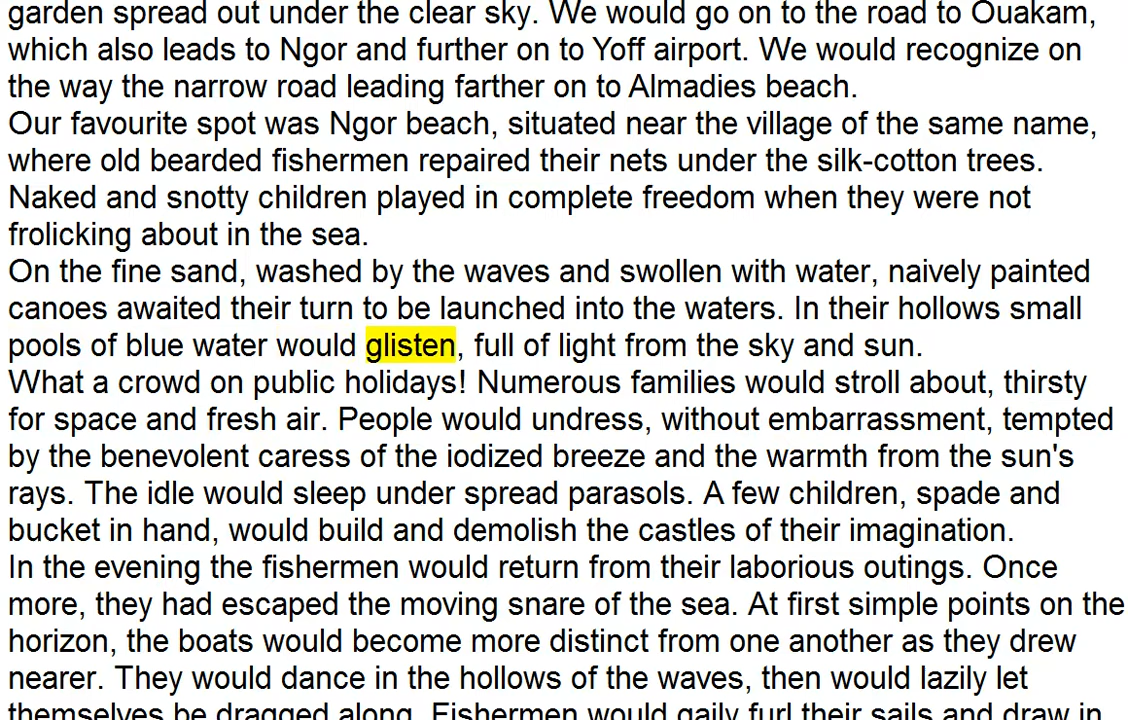 garden spread out under the clear sky. We would go on to the road to Ouakam,
which also leads to Ngor and further on to Yoff airport. We would recognize on
the way the narrow road leading farther on to Almadies beach.
Our favourite spot was Ngor beach, situated near the village of the same name,
where old bearded fishermen repaired their nets under the silk-cotton trees.
Naked and snotty children played in complete freedom when they were not
frolicking about in the sea.
On the fine sand, washed by the waves and swollen with water, naively painted
canoes awaited their turn to be launched into the waters. In their hollows small
pools of blue water would glisten, full of light from the sky and sun.
What a crowd on public holidays! Numerous families would stroll about, thirsty
for space and fresh air. People would undress, without embarrassment, tempted
by the benevolent caress of the iodized breeze and the warmth from the sun's
rays. The idle would sleep under spread parasols. A few children, spade and
bucket in hand, would build and demolish the castles of their imagination.
In the evening the fishermen would return from their laborious outings. Once
more, they had escaped the moving snare of the sea. At first simple points on the
horizon, the boats would become more distinct from one another as they drew
nearer. They would dance in the hollows of the waves, then would lazily let
themselves be dragged along. Fishermen would gaily furl their sails and draw in